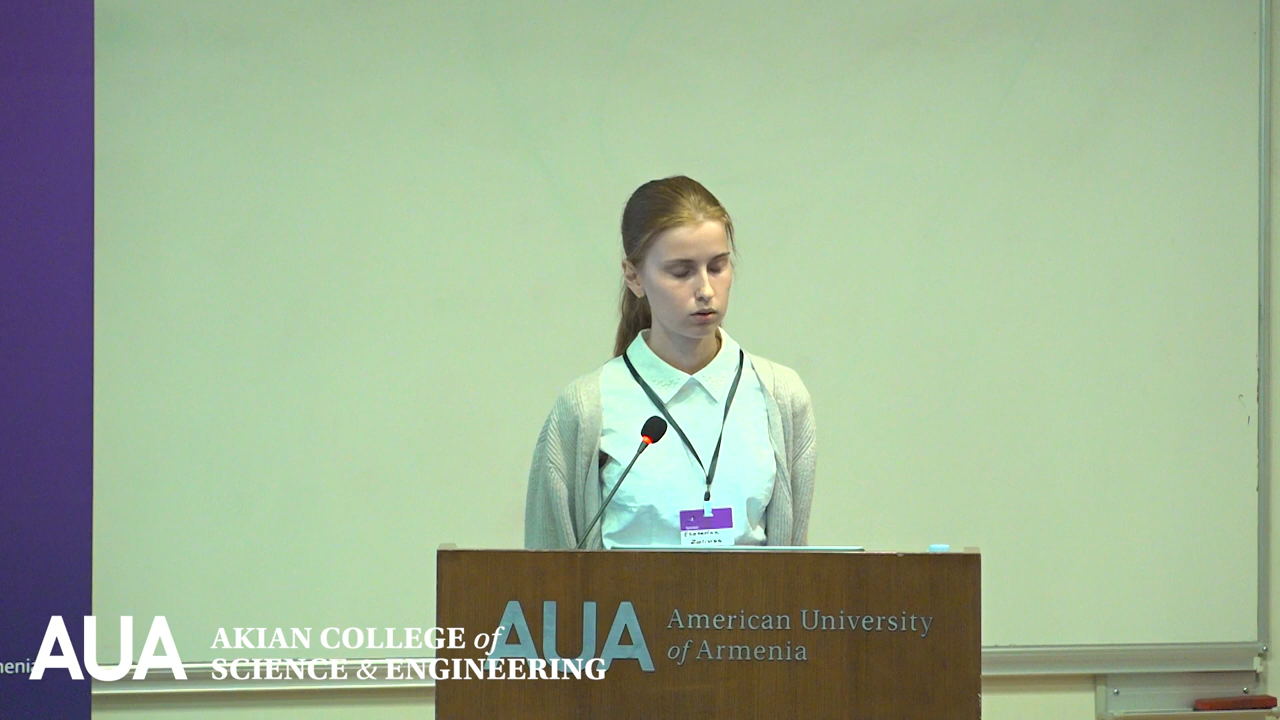 AUA
American University
of Armenia
AUA
AKIAN COLLEGE of
SCIENCE & ENGINEERING